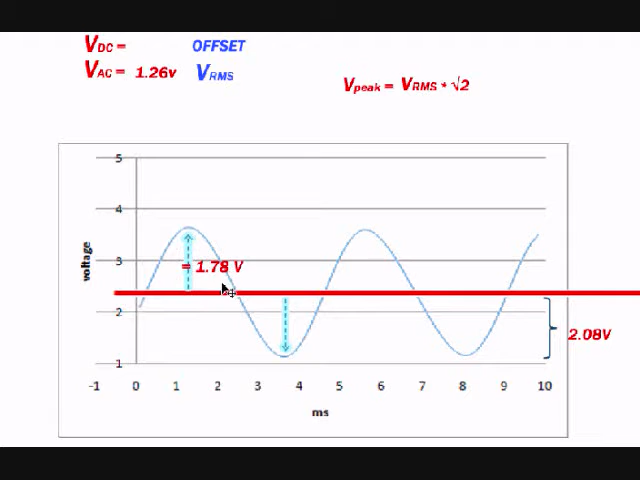 VDC = OFFSET
VAC = 1.26v VRMS
Vpeak = VRMS * √2
5
4
3
2
1
voltage
= 1.78 V
2.08V
-1 0 1 2 3 4 5 6 7 8 9 10
ms